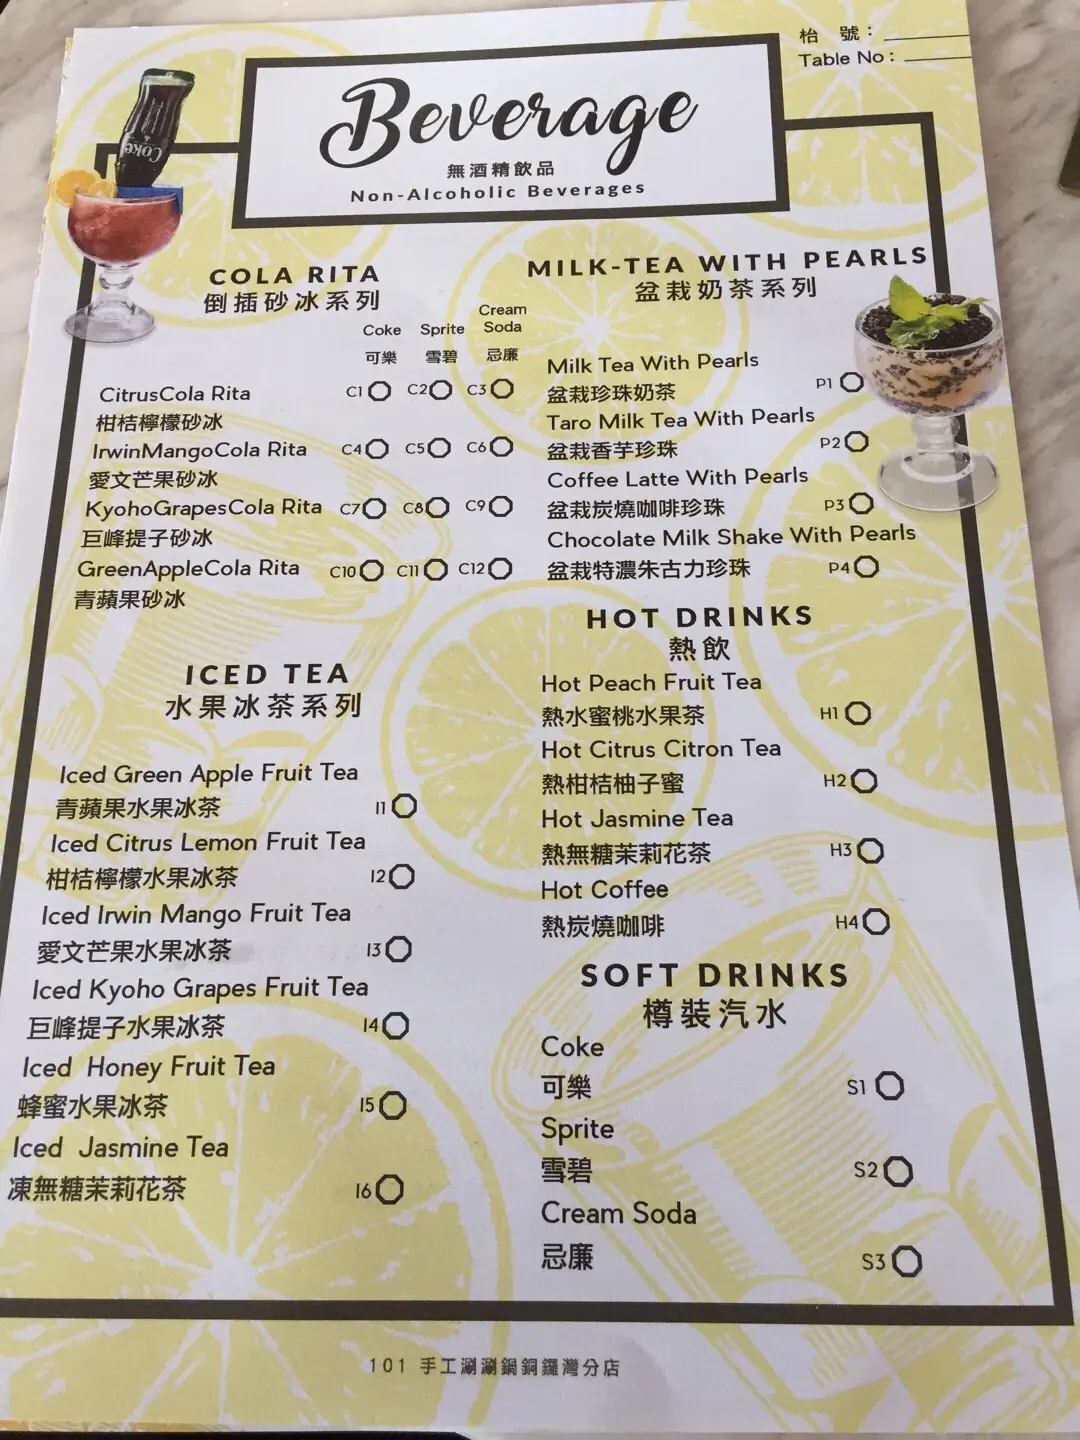 枱 號：
Table No：
Beverage
無酒精飲品
Non-Alcoholic Beverages
Coke
COLA RITA
倒插砂冰系列
Coke Sprite Cream Soda
可樂 雪碧 忌廉
CitrusCola Rita C1 C2 C3
柑桔檸檬砂冰
IrwinMangoCola Rita C4 C5 C6
愛文芒果砂冰
KyohoGrapesCola Rita C7 C8 C9
巨峰提子砂冰
GreenAppleCola Rita C10 C11 C12
青蘋果砂冰
ICED TEA
水果冰茶系列
Iced Green Apple Fruit Tea
青蘋果水果冰茶 I1
Iced Citrus Lemon Fruit Tea
柑桔檸檬水果冰茶 I2
Iced Irwin Mango Fruit Tea
愛文芒果水果冰茶 I3
Iced Kyoho Grapes Fruit Tea
巨峰提子水果冰茶 I4
Iced Honey Fruit Tea
蜂蜜水果冰茶 I5
Iced Jasmine Tea
凍無糖茉莉花茶 I6
MILK-TEA WITH PEARLS
盆栽奶茶系列
Milk Tea With Pearls
盆栽珍珠奶茶 P1
Taro Milk Tea With Pearls
盆栽香芋珍珠 P2
Coffee Latte With Pearls
盆栽炭燒咖啡珍珠 P3
Chocolate Milk Shake With Pearls
盆栽特濃朱古力珍珠 P4
HOT DRINKS
熱飲
Hot Peach Fruit Tea
熱水蜜桃水果茶 H1
Hot Citrus Citron Tea
熱柑桔柚子蜜 H2
Hot Jasmine Tea
熱無糖茉莉花茶 H3
Hot Coffee
熱炭燒咖啡 H4
SOFT DRINKS
樽裝汽水
Coke
可樂 S1
Sprite
雪碧 S2
Cream Soda
忌廉 S3
101 手工涮涮鍋銅鑼灣分店